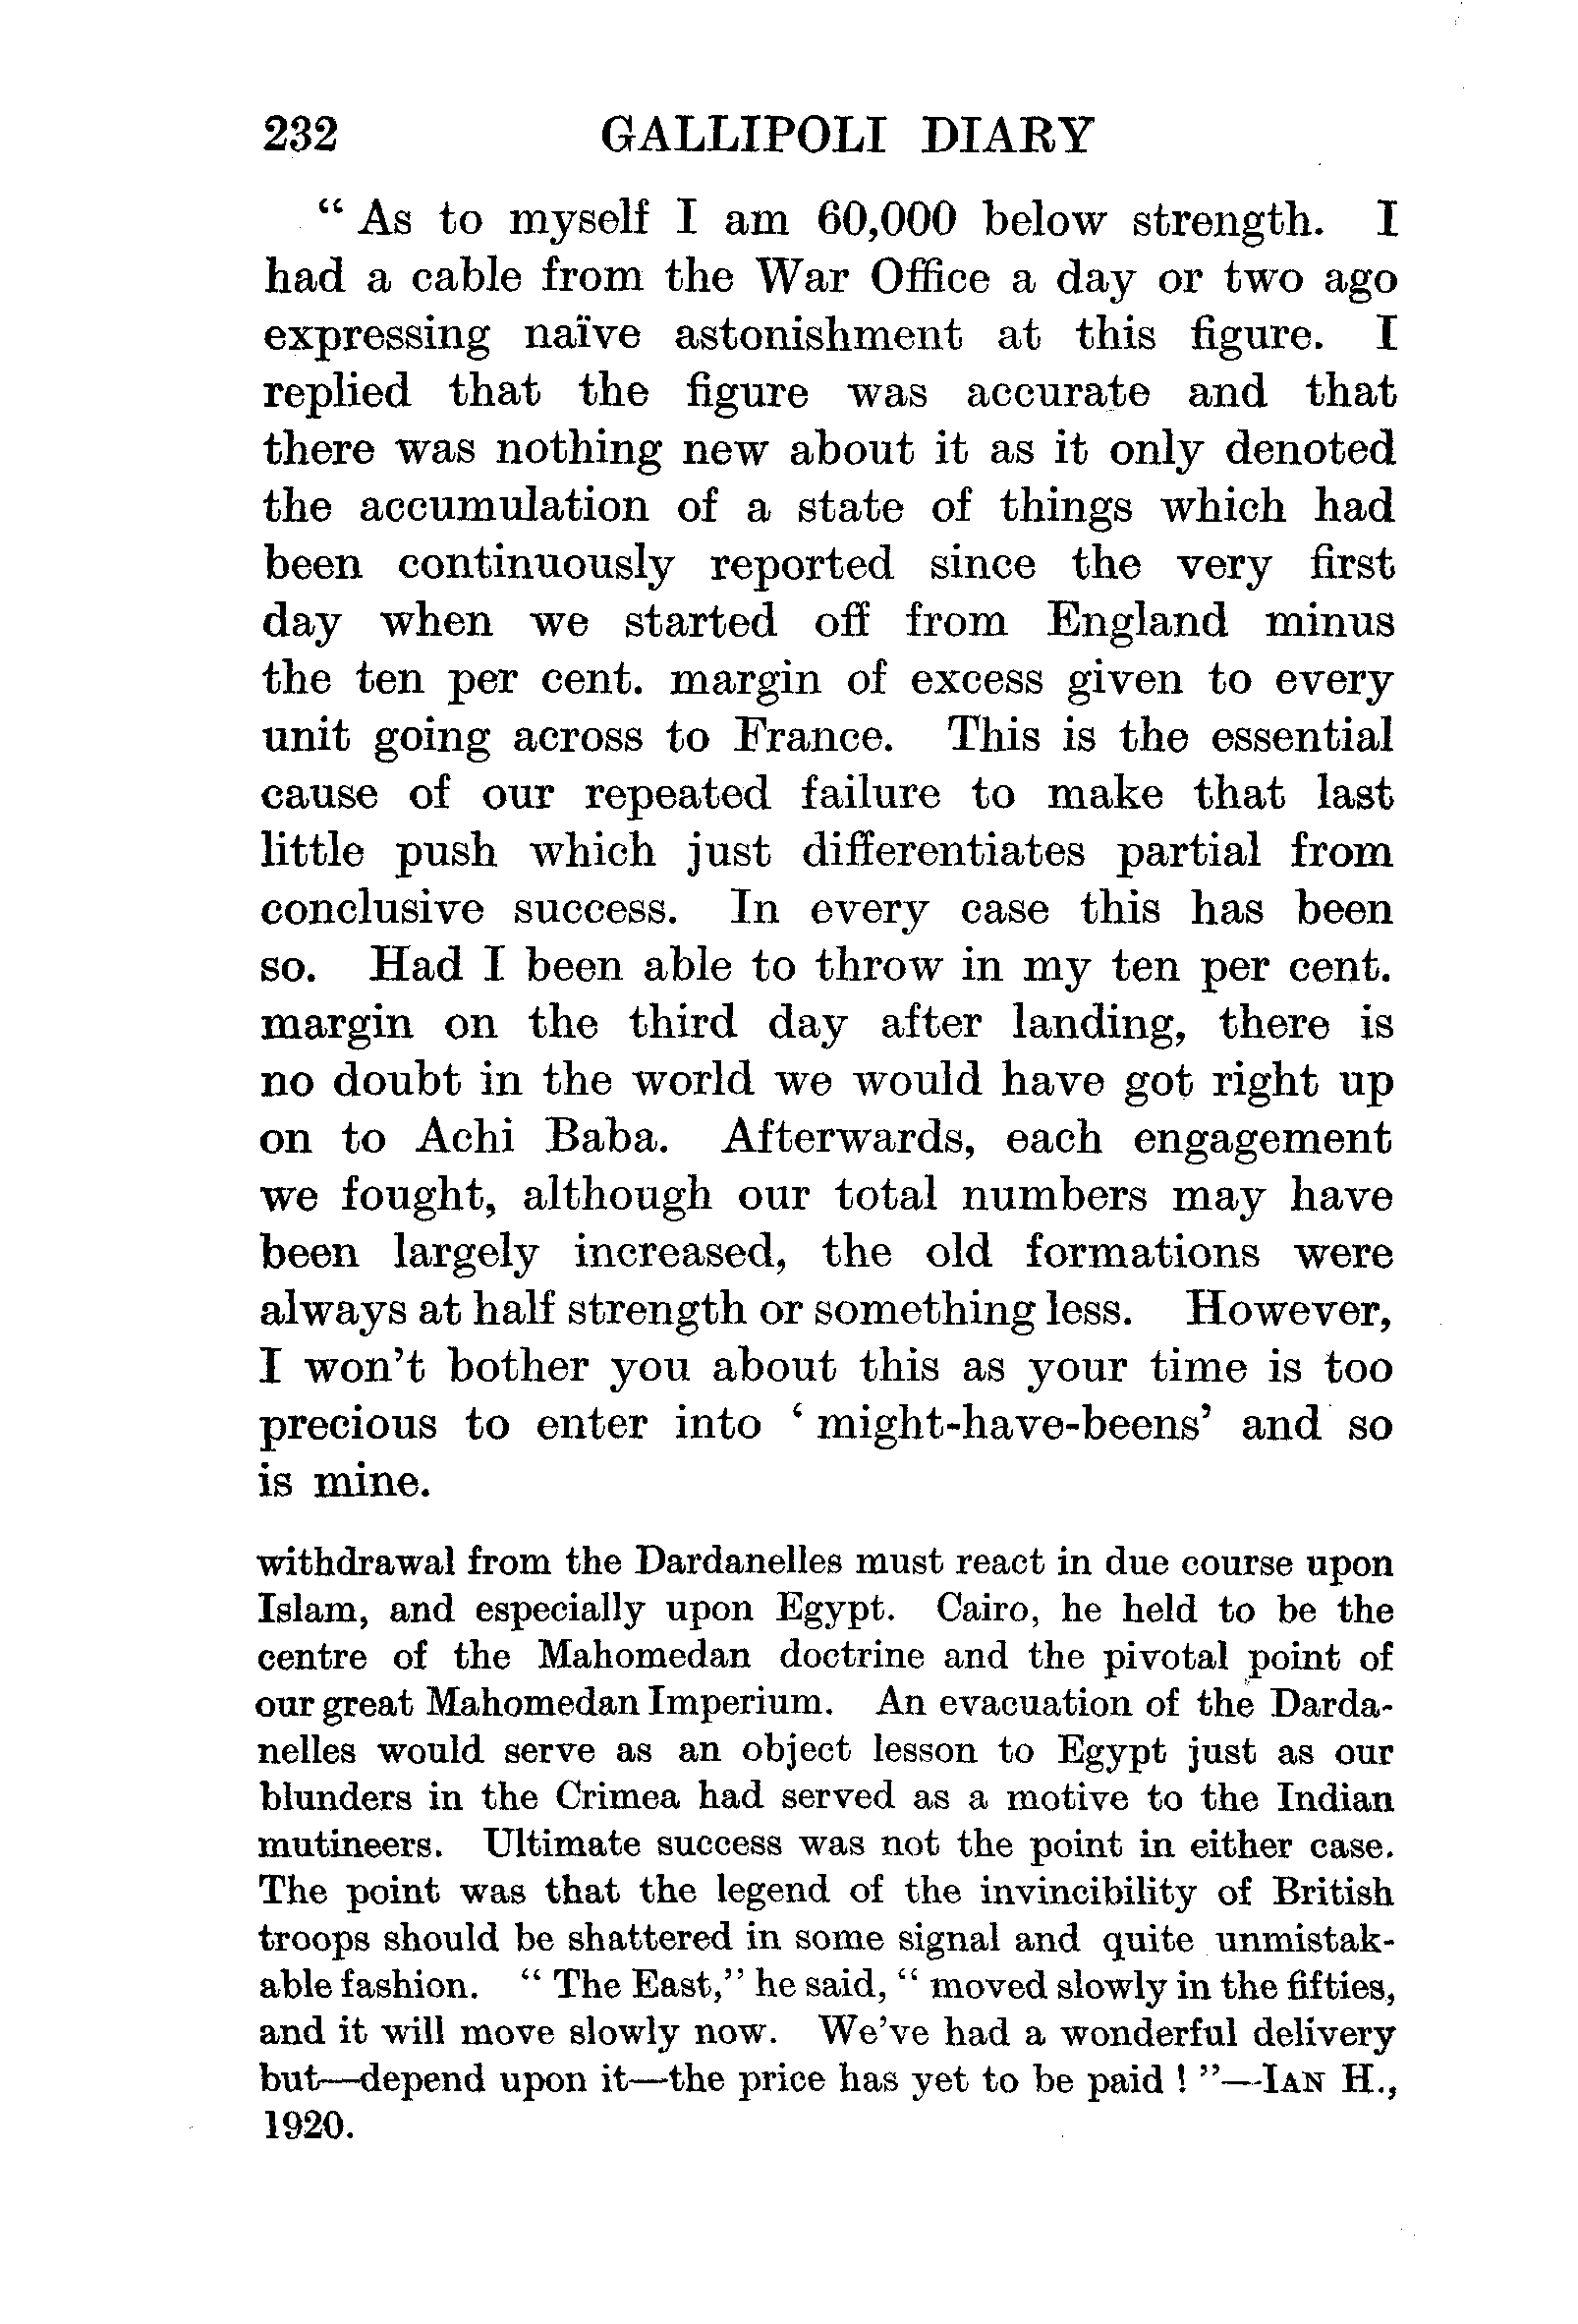 232 GALLIPOLI DIARY
“ As to myself I am 60,000 below strength. I
had a cable from the War Office a day or two ago
expressing naïve astonishment at this figure. I
replied that the figure was accurate and that
there was nothing new about it as it only denoted
the accumulation of a state of things which had
been continuously reported since the very first
day when we started off from England minus
the ten per cent. margin of excess given to every
unit going across to France. This is the essential
cause of our repeated failure to make that last
little push which just differentiates partial from
conclusive success. In every case this has been
so. Had I been able to throw in my ten per cent.
margin on the third day after landing, there is
no doubt in the world we would have got right up
on to Achi Baba. Afterwards, each engagement
we fought, although our total numbers may have
been largely increased, the old formations were
always at half strength or something less. However,
I won’t bother you about this as your time is too
precious to enter into ‘ might-have-beens’ and so
is mine.
withdrawal from the Dardanelles must react in due course upon
Islam, and especially upon Egypt. Cairo, he held to be the
centre of the Mahomedan doctrine and the pivotal point of
our great Mahomedan Imperium. An evacuation of the Darda-
nelles would serve as an object lesson to Egypt just as our
blunders in the Crimea had served as a motive to the Indian
mutineers. Ultimate success was not the point in either case.
The point was that the legend of the invincibility of British
troops should be shattered in some signal and quite unmistak-
able fashion. “ The East,” he said, “ moved slowly in the fifties,
and it will move slowly now. We’ve had a wonderful delivery
but—depend upon it—the price has yet to be paid ! ”—IAN H.,
1920.